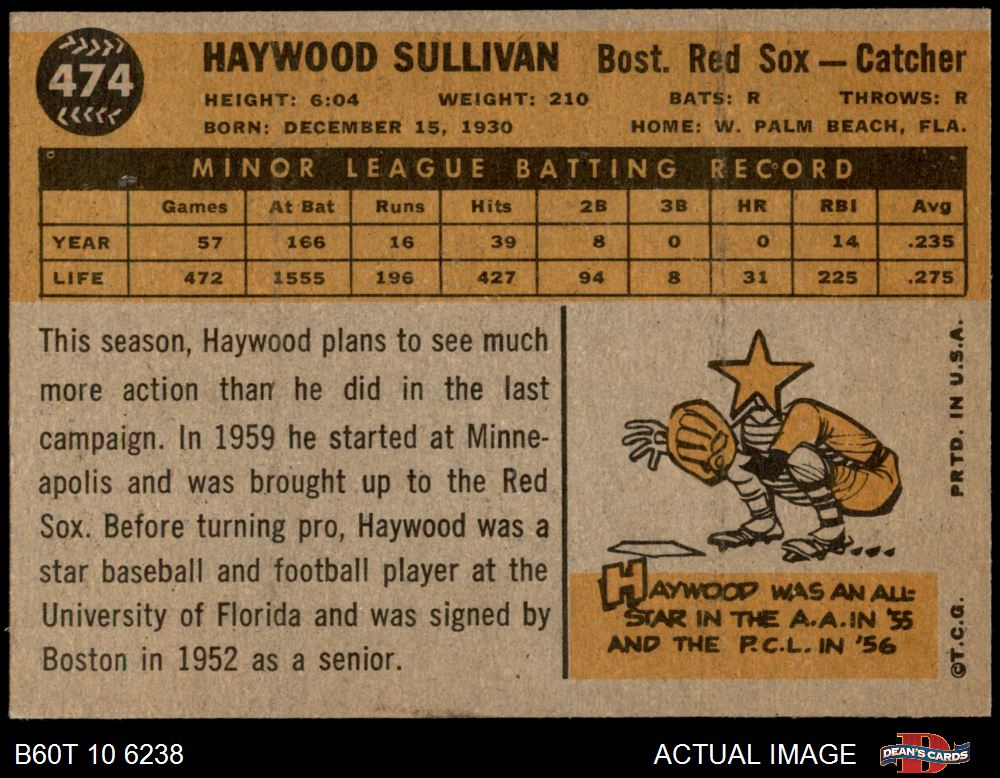 474
HAYWOOD SULLIVAN Bost. Red Sox — Catcher
HEIGHT: 6:04 WEIGHT: 210 BATS: R THROWS: R
BORN: DECEMBER 15, 1930 HOME: W. PALM BEACH, FLA.
MINOR LEAGUE BATTING RECORD
Games At Bat Runs Hits 2B 3B HR RBI Avg
YEAR 57 166 16 39 8 0 0 14 .235
LIFE 472 1555 196 427 94 8 31 225 .275
This season, Haywood plans to see much
more action than he did in the last
campaign. In 1959 he started at Minne-
apolis and was brought up to the Red
Sox. Before turning pro, Haywood was a
star baseball and football player at the
University of Florida and was signed by
Boston in 1952 as a senior.
HAYWOOD WAS AN ALL-
STAR IN THE A.A. IN '55
AND THE P.C.L. IN '56
©T.C.G. PRTD. IN U.S.A.
B60T 10 6238 ACTUAL IMAGE DEAN'S CARDS